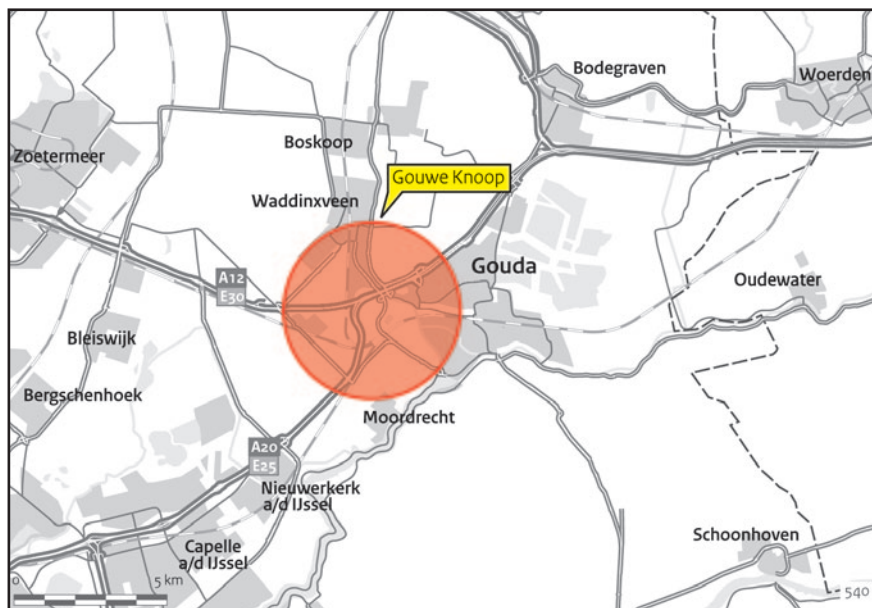 Bodegraven
Woerden
Boskoop
Zoetermeer
Gouwe Knoop
Waddinxveen
Gouda
A12
E30
Oudewater
Bleiswijk
Bergschenhoek
Moordrecht
A20
E25
Nieuwerkerk
a/d IJssel
Schoonhoven
Capelle
a/d IJssel
0
5 km
540